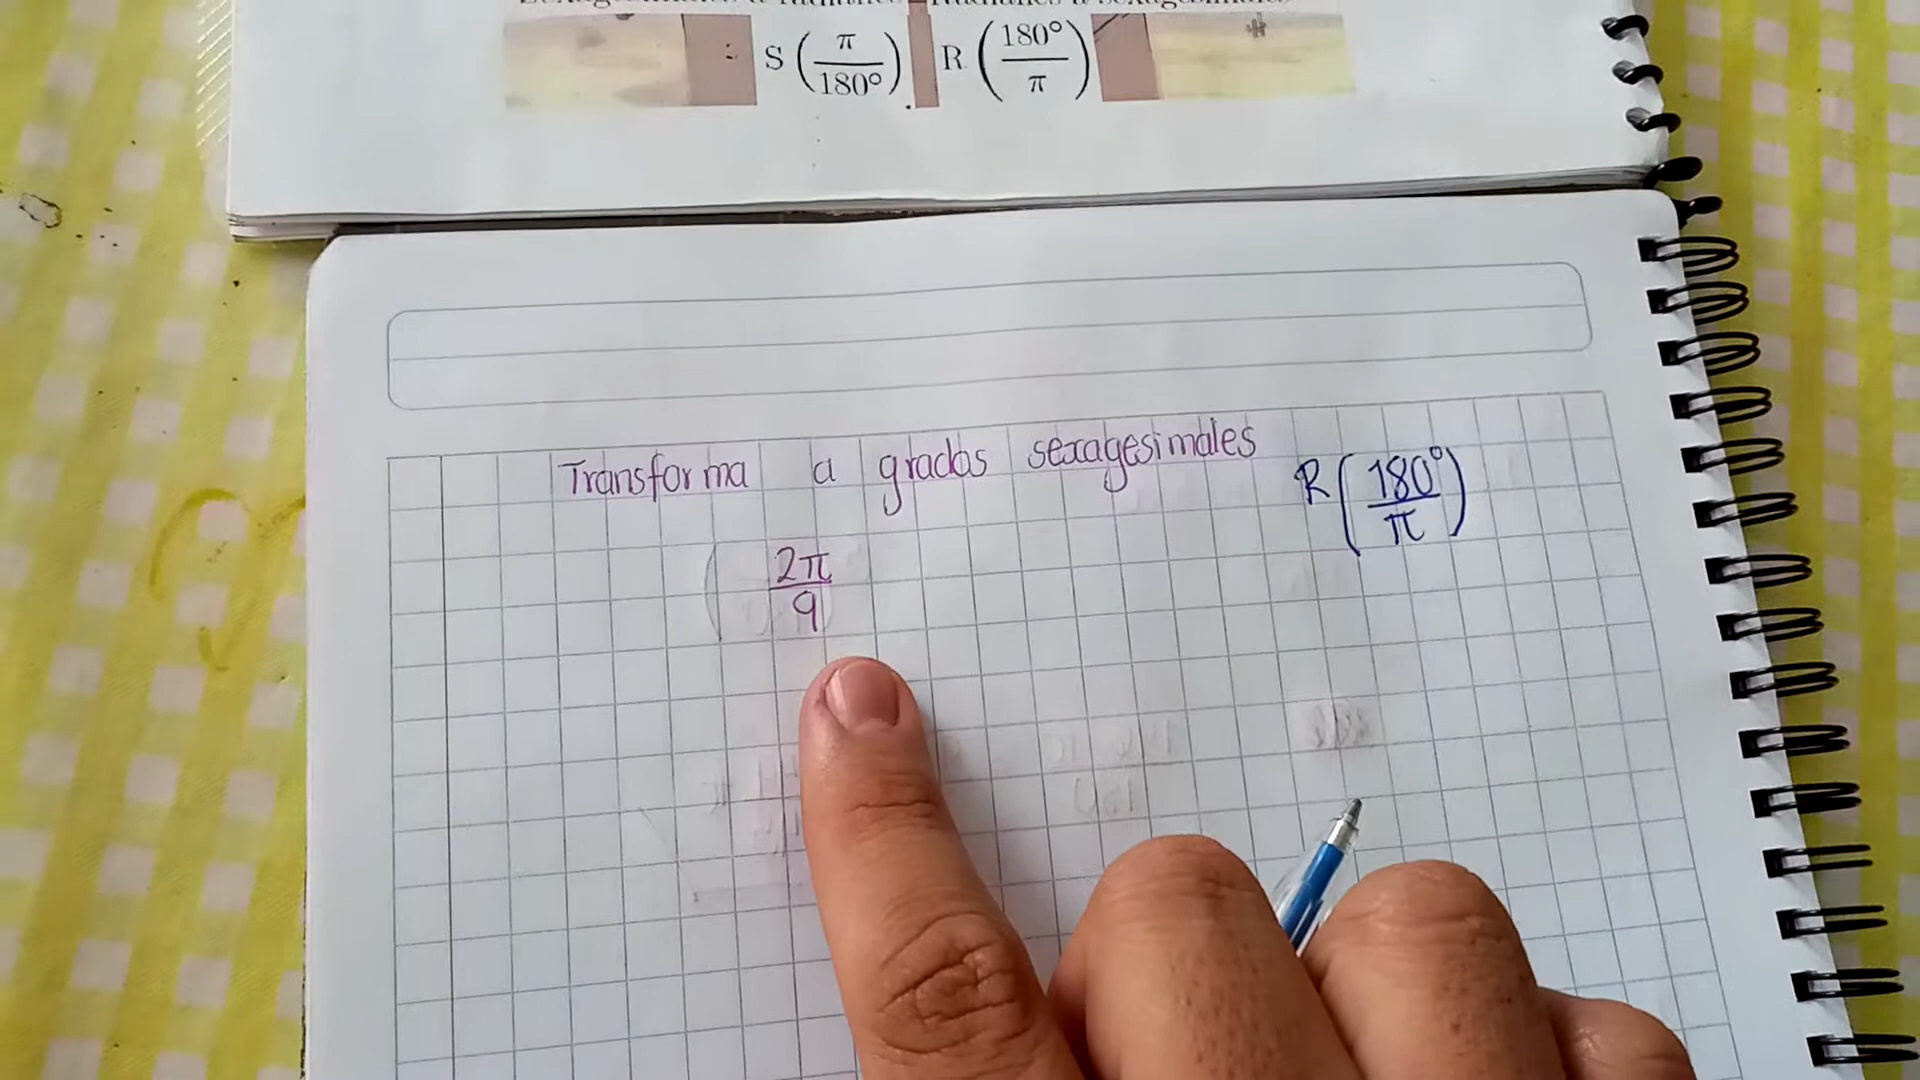 S (π/180°) R (180°/π)
Transforma a grados sexagesimales
R (180°/π)
2π/9